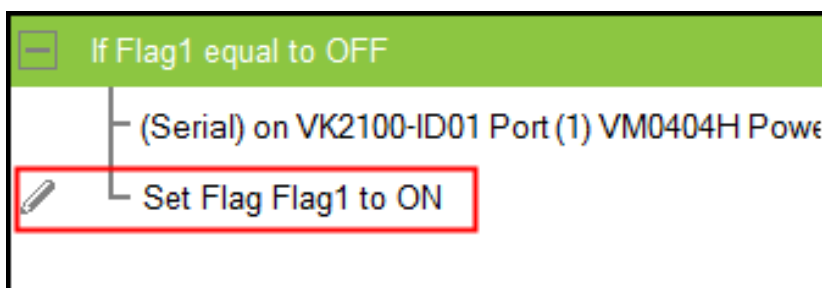 If Flag1 equal to OFF
(Serial) on VK2100-ID01 Port (1) VM0404H Powe
Set Flag Flag1 to ON